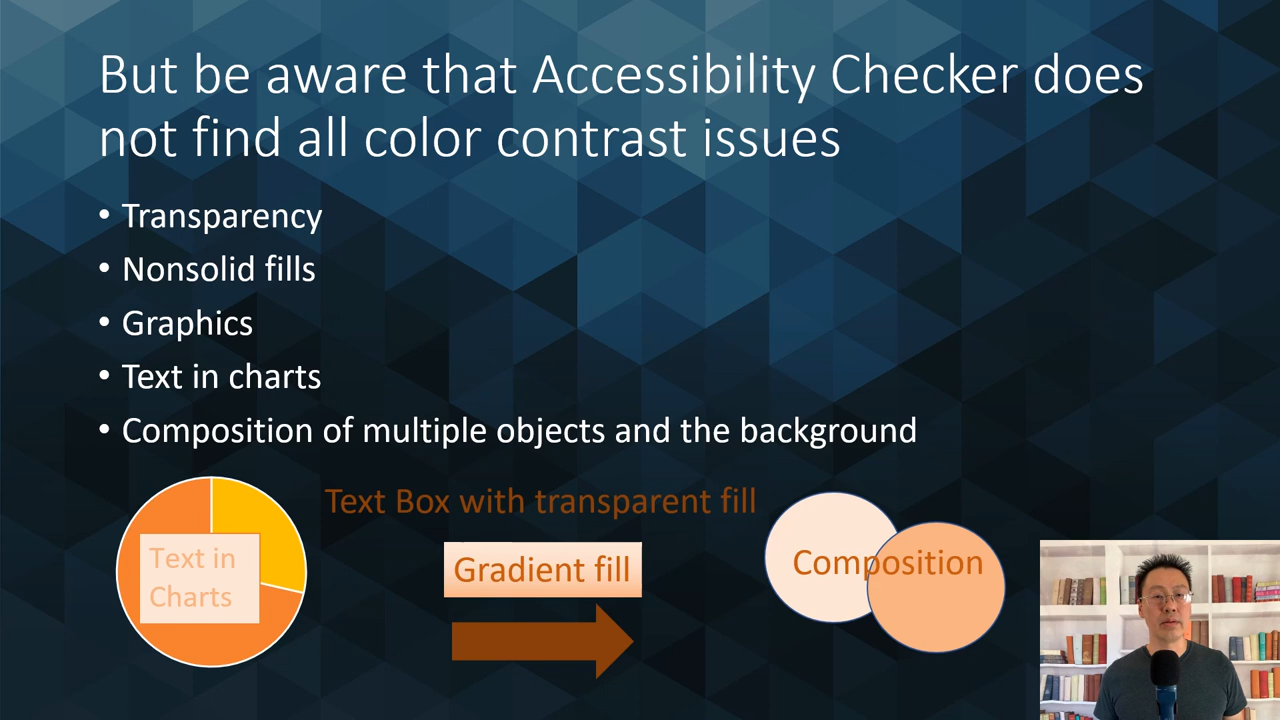 But be aware that Accessibility Checker does
not find all color contrast issues
• Transparency
• Nonsolid fills
• Graphics
• Text in charts
• Composition of multiple objects and the background
Text Box with transparent fill
Text in
Charts
Gradient fill
Composition